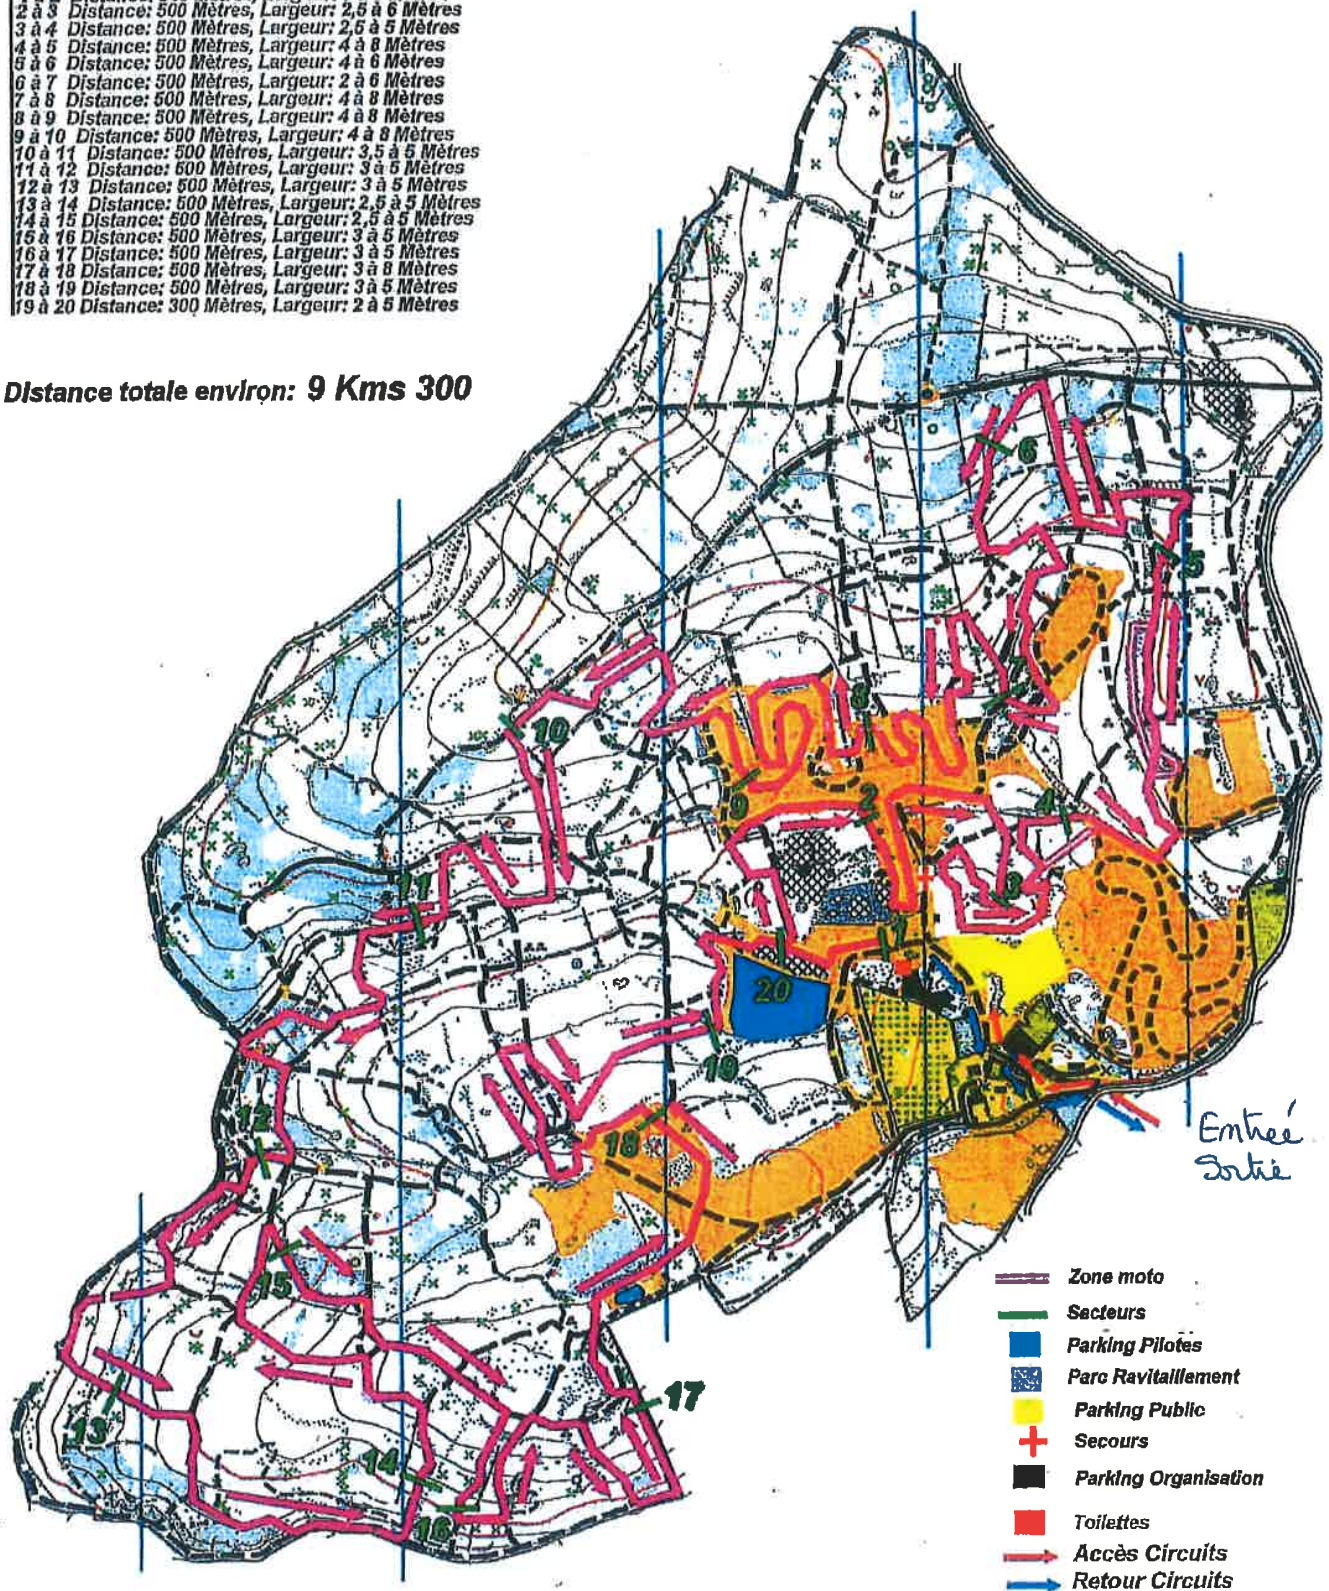 2 à 3 Distance: 500 Mètres, Largeur: 2,5 à 6 Mètres
3 à 4 Distance: 500 Mètres, Largeur: 2,5 à 5 Mètres
4 à 5 Distance: 500 Mètres, Largeur: 4 à 8 Mètres
5 à 6 Distance: 500 Mètres, Largeur: 4 à 6 Mètres
6 à 7 Distance: 500 Mètres, Largeur: 2 à 6 Mètres
7 à 8 Distance: 500 Mètres, Largeur: 4 à 8 Mètres
8 à 9 Distance: 500 Mètres, Largeur: 4 à 8 Mètres
9 à 10 Distance: 500 Mètres, Largeur: 4 à 8 Mètres
10 à 11 Distance: 500 Mètres, Largeur: 3,5 à 5 Mètres
11 à 12 Distance: 500 Mètres, Largeur: 3 à 5 Mètres
12 à 13 Distance: 500 Mètres, Largeur: 3 à 5 Mètres
13 à 14 Distance: 500 Mètres, Largeur: 2,5 à 5 Mètres
14 à 15 Distance: 500 Mètres, Largeur: 2,5 à 5 Mètres
15 à 16 Distance: 500 Mètres, Largeur: 3 à 5 Mètres
16 à 17 Distance: 500 Mètres, Largeur: 3 à 5 Mètres
17 à 18 Distance: 500 Mètres, Largeur: 3 à 8 Mètres
18 à 19 Distance: 500 Mètres, Largeur: 3 à 5 Mètres
19 à 20 Distance: 300 Mètres, Largeur: 2 à 5 Mètres
Distance totale environ: 9 Kms 300
6
5
7
8
10
9
2
4
11
3
1
20
19
12
18
15
17
13
14
16
Entrée
Sortie
Zone moto
Secteurs
Parking Pilotes
Parc Ravitaillement
Parking Public
Secours
Parking Organisation
Toilettes
Accès Circuits
Retour Circuits